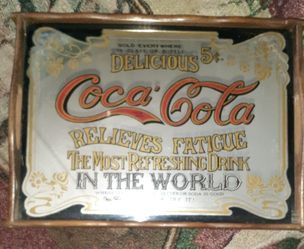 SOLD EVERYWHERE
DELICIOUS 5¢
Coca-Cola
RELIEVES FATIGUE
THE MOST REFRESHING DRINK
IN THE WORLD